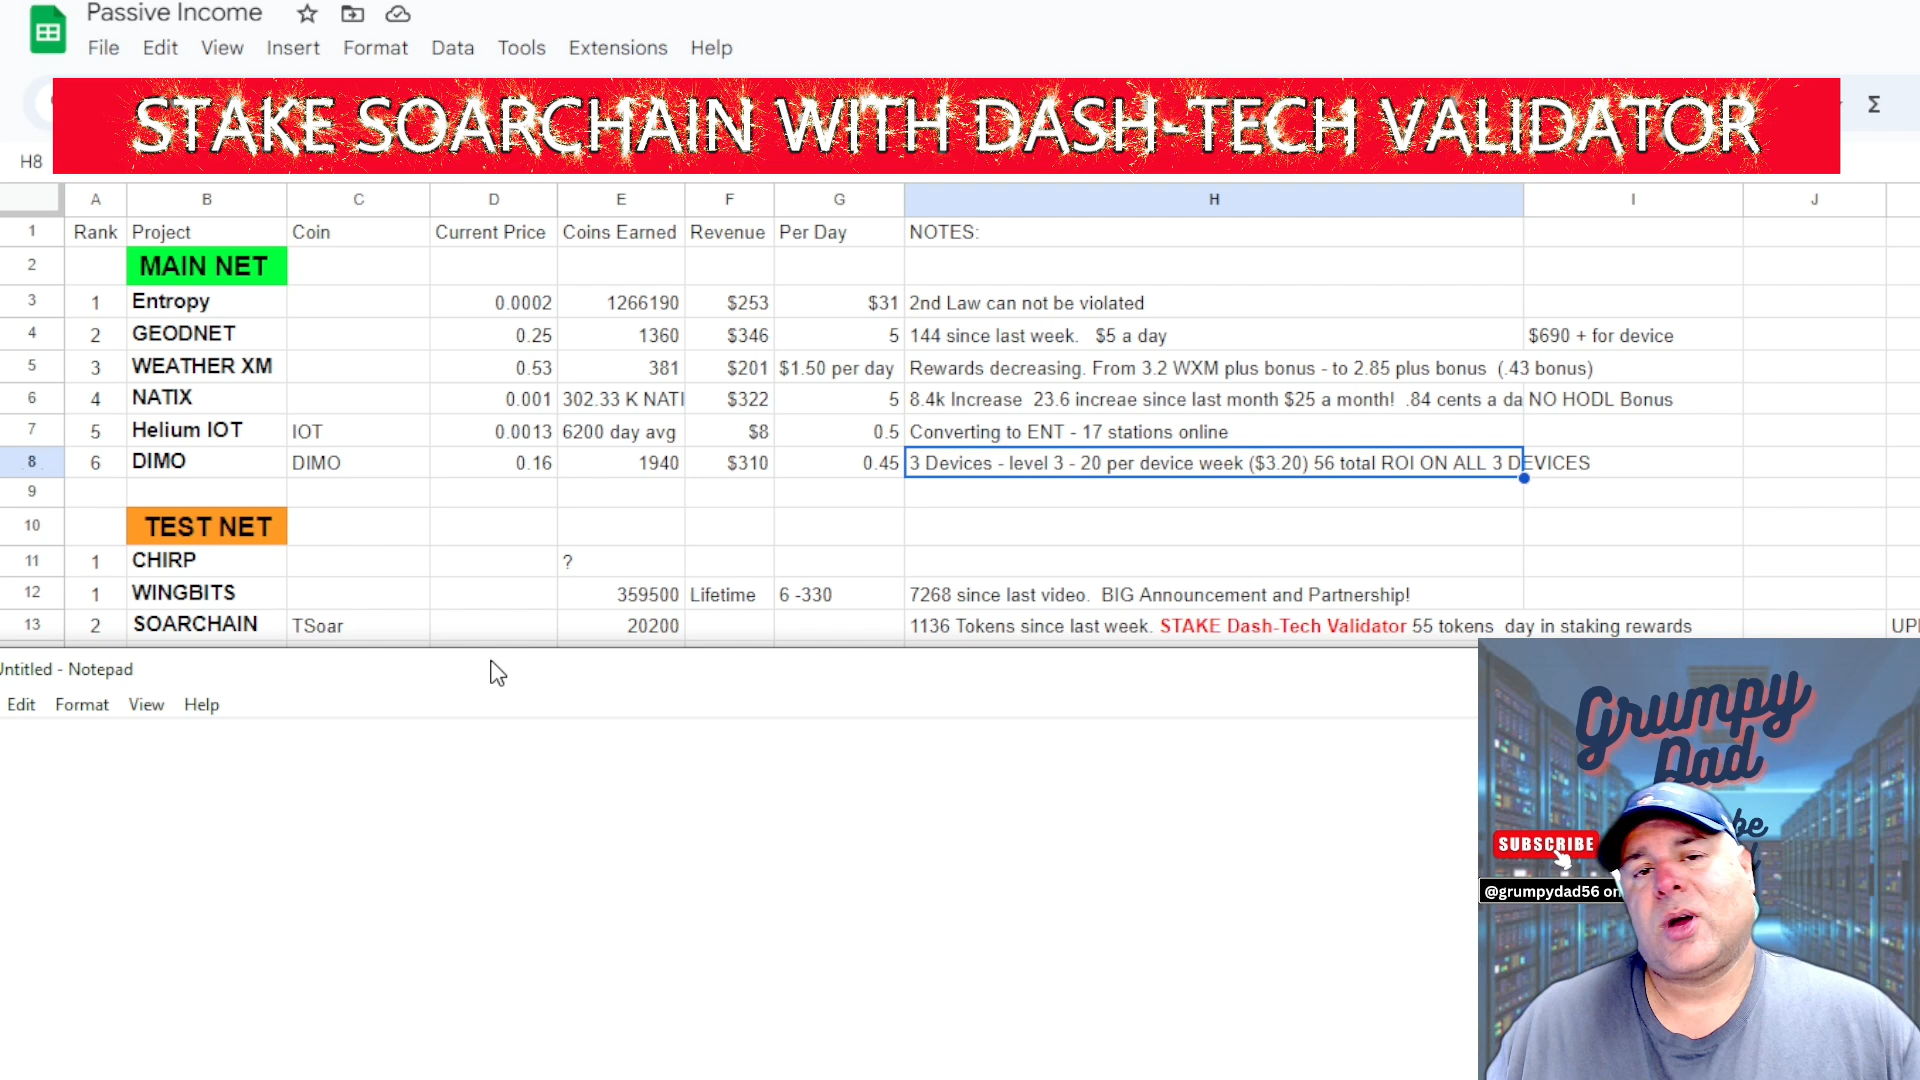 Passive Income
File Edit View Insert Format Data Tools Extensions Help
STAKE SOARCHAIN WITH DASH-TECH VALIDATOR
Σ
H8
A B C D E F G H I J
1 Rank Project Coin Current Price Coins Earned Revenue Per Day NOTES:
2 MAIN NET
3 1 Entropy 0.0002 1266190 $253 $31 2nd Law can not be violated
4 2 GEODNET 0.25 1360 $346 5 144 since last week. $5 a day $690 + for device
5 3 WEATHER XM 0.53 381 $201 $1.50 per day Rewards decreasing. From 3.2 WXM plus bonus - to 2.85 plus bonus (.43 bonus)
6 4 NATIX 0.001 302.33 K NATI $322 5 8.4k Increase 23.6 increae since last month $25 a month! .84 cents a da NO HODL Bonus
7 5 Helium IOT IOT 0.0013 6200 day avg $8 0.5 Converting to ENT - 17 stations online
8 6 DIMO DIMO 0.16 1940 $310 0.45 3 Devices - level 3 - 20 per device week ($3.20) 56 total ROI ON ALL 3 DEVICES
9
10 TEST NET
11 1 CHIRP ?
12 1 WINGBITS 359500 Lifetime 6 -330 7268 since last video. BIG Announcement and Partnership!
13 2 SOARCHAIN TSoar 20200 1136 Tokens since last week. STAKE Dash-Tech Validator 55 tokens day in staking rewards UPI
Untitled - Notepad
Edit Format View Help
Grumpy
Dad
be
SUBSCRIBE
@grumpydad56 on